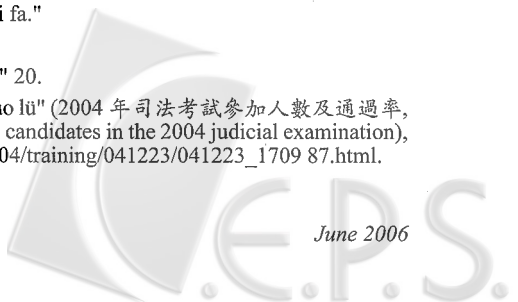 i fa."
" 20.
o lü" (2004 年司法考試參加人數及通過率,
candidates in the 2004 judicial examination),
04/training/041223/041223_1709 87.html.
June 2006
C.E.P.S.